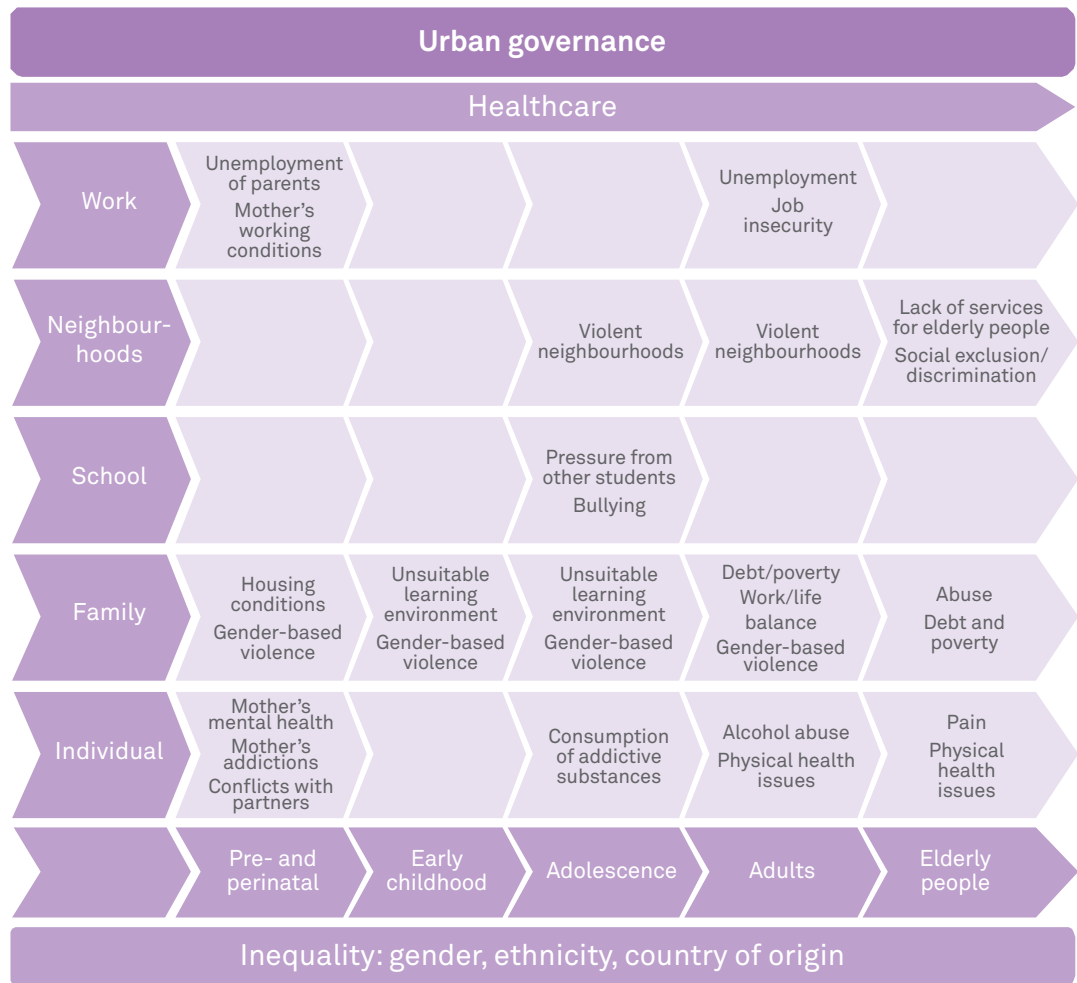 Urban governance
Healthcare
Work
Unemployment
of parents
Mother's
working
conditions
Unemployment
Job
insecurity
Neighbour-
hoods
Violent
neighbourhoods
Violent
neighbourhoods
Lack of services
for elderly people
Social exclusion/
discrimination
School
Pressure from
other students
Bullying
Family
Housing
conditions
Gender-based
violence
Unsuitable
learning
environment
Gender-based
violence
Unsuitable
learning
environment
Gender-based
violence
Debt/poverty
Work/life
balance
Gender-based
violence
Abuse
Debt and
poverty
Individual
Mother's
mental health
Mother's
addictions
Conflicts with
partners
Consumption
of addictive
substances
Alcohol abuse
Physical health
issues
Pain
Physical
health
issues
Pre- and
perinatal
Early
childhood
Adolescence
Adults
Elderly
people
Inequality: gender, ethnicity, country of origin